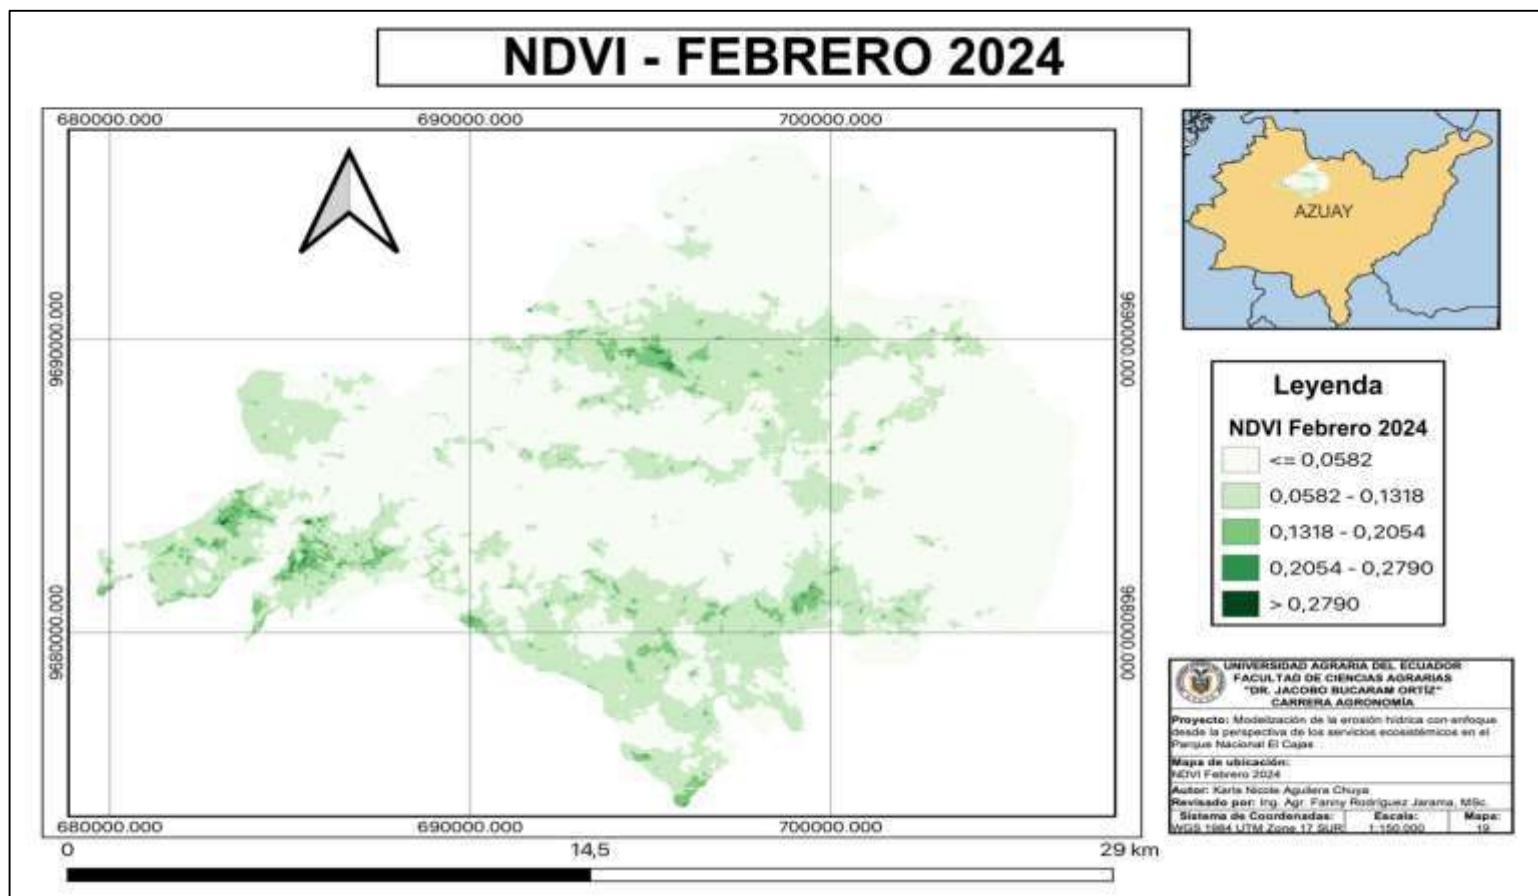 NDVI - FEBRERO 2024
680000.000 690000.000 700000.000
9690000.000 9690000.000
9680000.000 9680000.000
680000.000 690000.000 700000.000
0 14,5 29 km
AZUAY
Leyenda
NDVI Febrero 2024
<= 0,0582
0,0582 - 0,1318
0,1318 - 0,2054
0,2054 - 0,2790
> 0,2790
UNIVERSIDAD AGRARIA DEL ECUADOR
FACULTAD DE CIENCIAS AGRARIAS
"DR. JACOBO BUCARAM ORTÍZ"
CARRERA AGRONOMÍA
Proyecto: Modelización de la erosión hídrica con enfoque
desde la perspectiva de los servicios ecosistémicos en el
Parque Nacional El Cajas
Mapa de ubicación:
NDVI Febrero 2024
Autor: Karla Nicole Aguilera Chuya
Revisado por: Ing. Agr. Fanny Rodríguez Jarama, MSc.
Sistema de Coordenadas: Escala: Mapa:
WGS 1984 UTM Zone 17 SUR 1:150.000 19